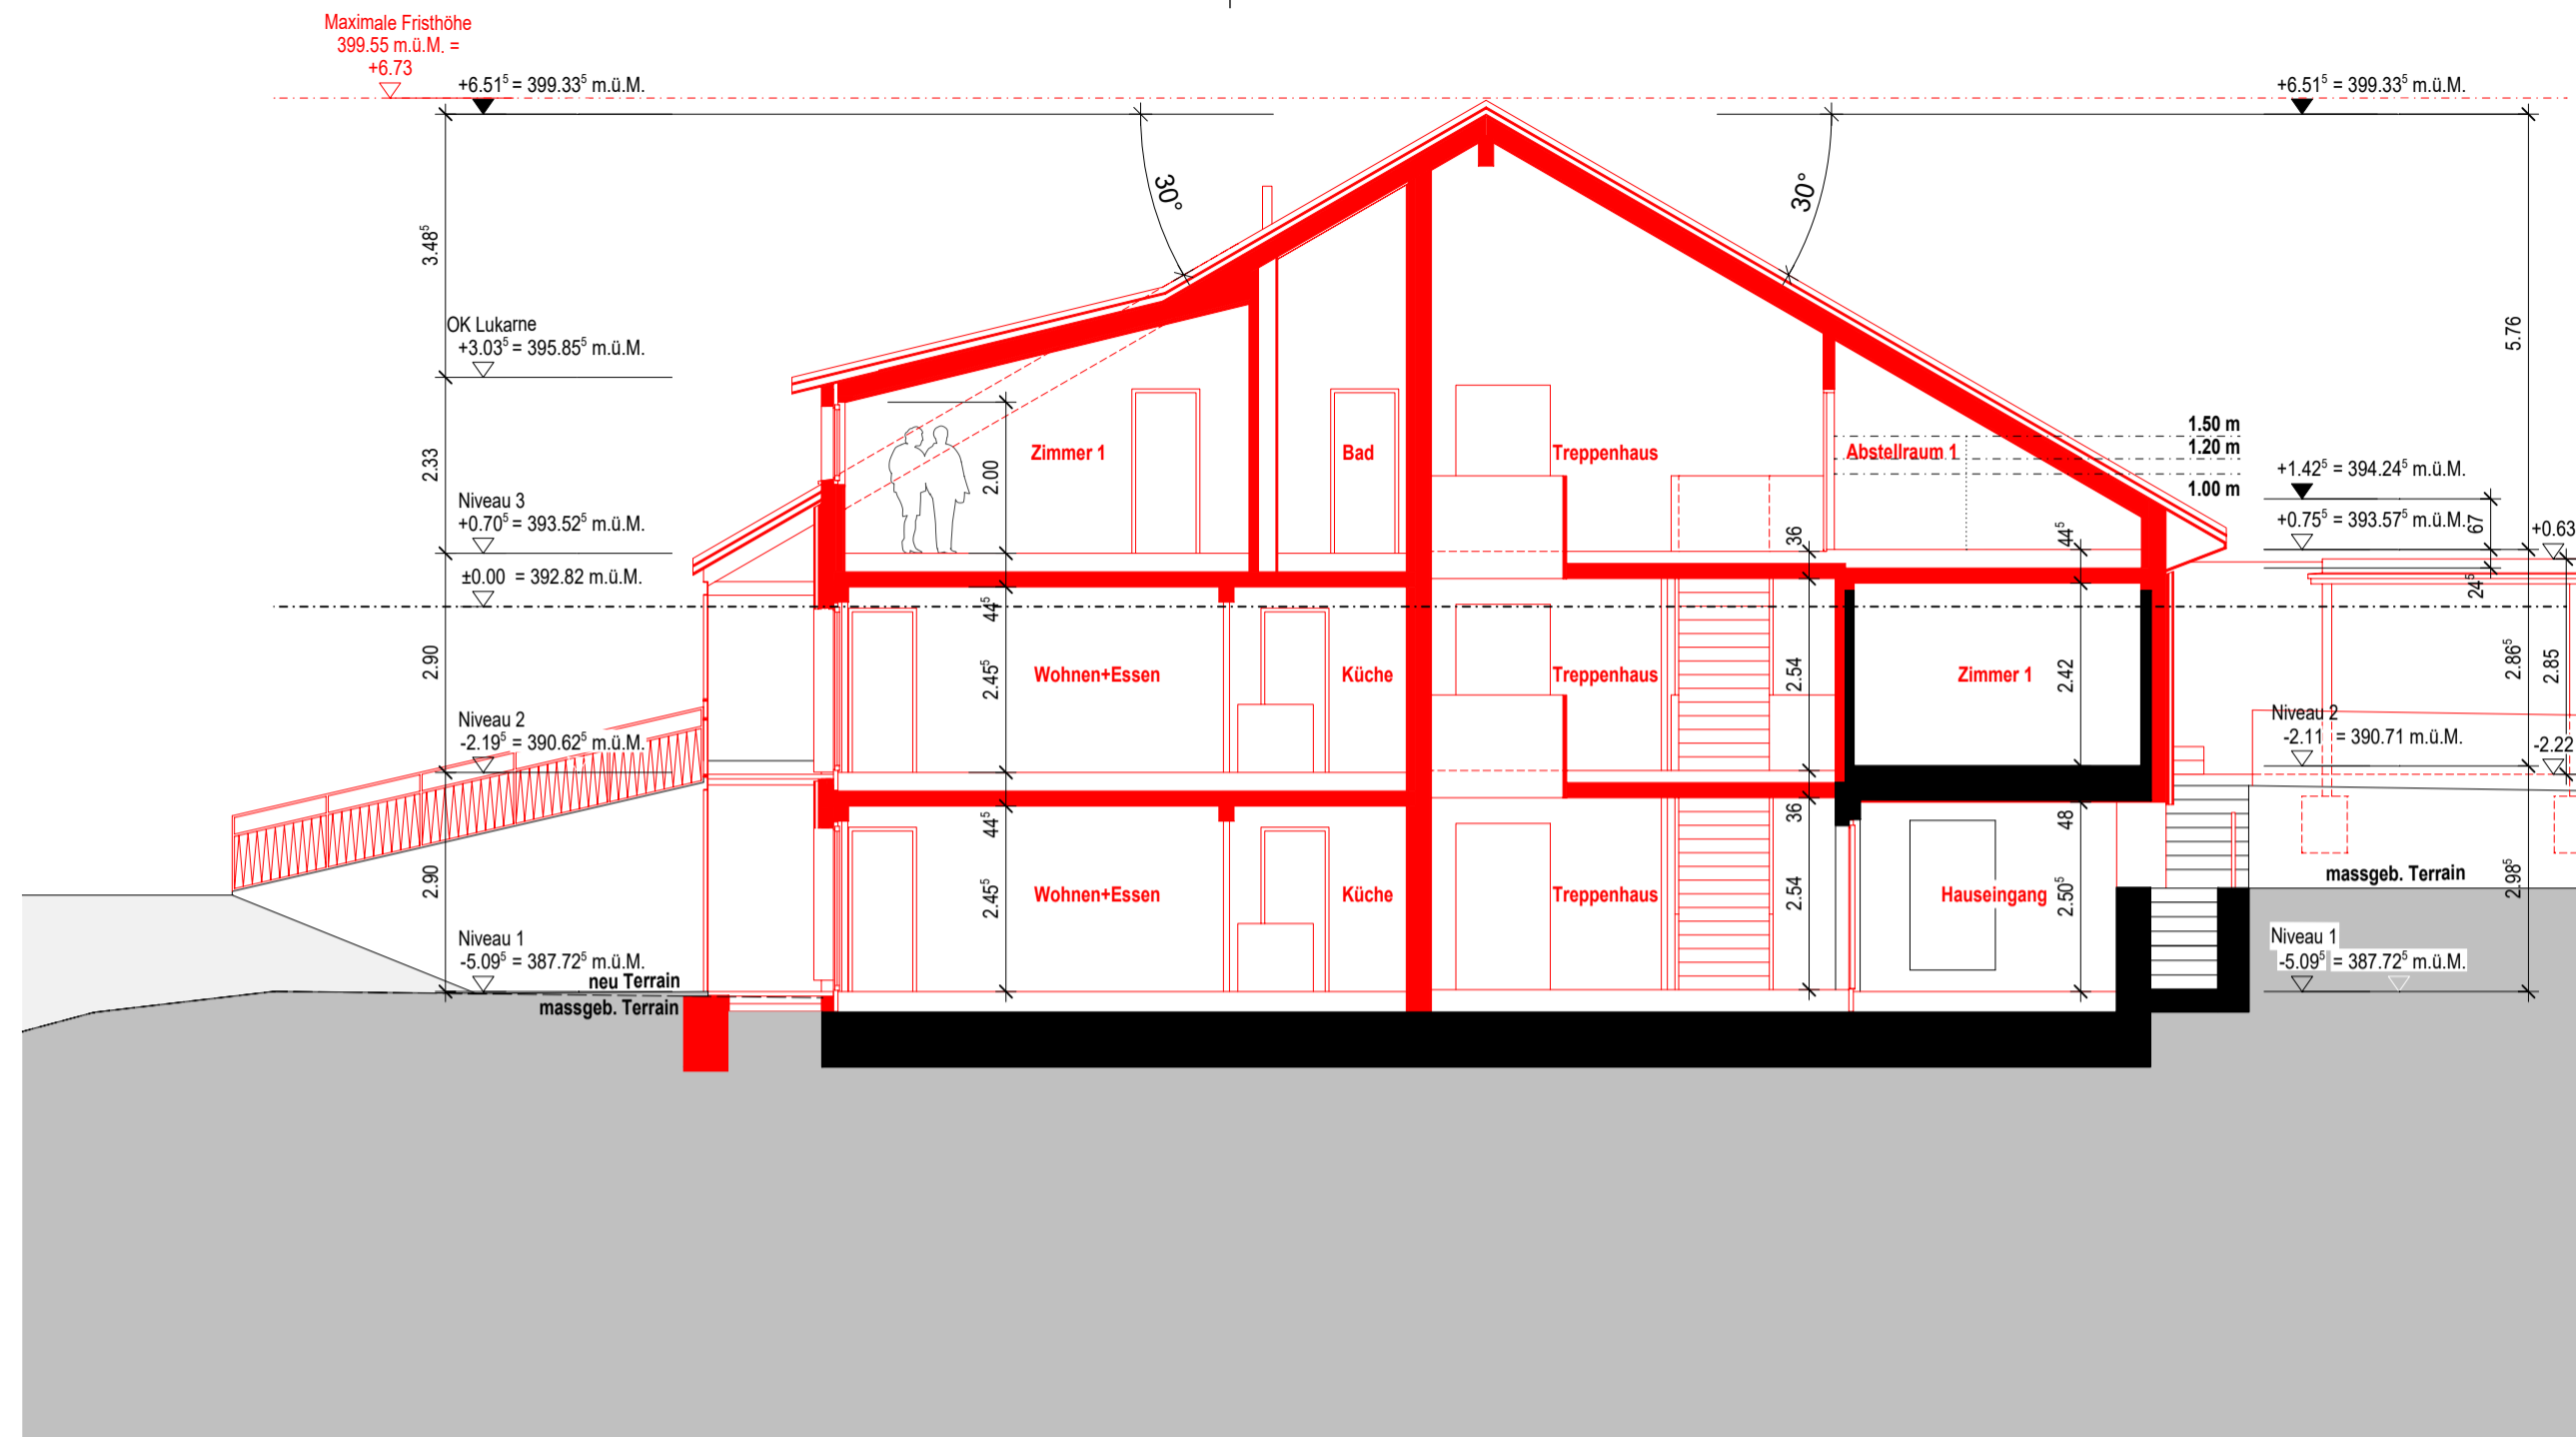 Maximale Fristhöhe
399.55 m.ü.M. =
+6.73
+6.51⁵ = 399.33⁵ m.ü.M.
+6.51⁵ = 399.33⁵ m.ü.M.
30°
30°
3.48⁵
5.76
OK Lukarne
+3.03⁵ = 395.85⁵ m.ü.M.
2.33
Zimmer 1
Bad
Treppenhaus
Abstellraum 1
1.50 m
1.20 m
1.00 m
2.00
+1.42⁵ = 394.24⁵ m.ü.M.
Niveau 3
+0.70⁵ = 393.52⁵ m.ü.M.
+0.75⁵ = 393.57⁵ m.ü.M.
67
+0.63
36
44⁵
±0.00 = 392.82 m.ü.M.
24⁵
44⁵
2.90
2.45⁵
Wohnen+Essen
Küche
Treppenhaus
2.54
Zimmer 1
2.42
2.86⁵
2.85
Niveau 2
-2.19⁵ = 390.62⁵ m.ü.M.
Niveau 2
-2.11 = 390.71 m.ü.M.
-2.22
44⁵
36
48
2.90
2.45⁵
Wohnen+Essen
Küche
Treppenhaus
2.54
Hauseingang
2.50⁵
massgeb. Terrain
2.98⁵
Niveau 1
-5.09⁵ = 387.72⁵ m.ü.M.
Niveau 1
-5.09⁵ = 387.72⁵ m.ü.M.
neu Terrain
massgeb. Terrain